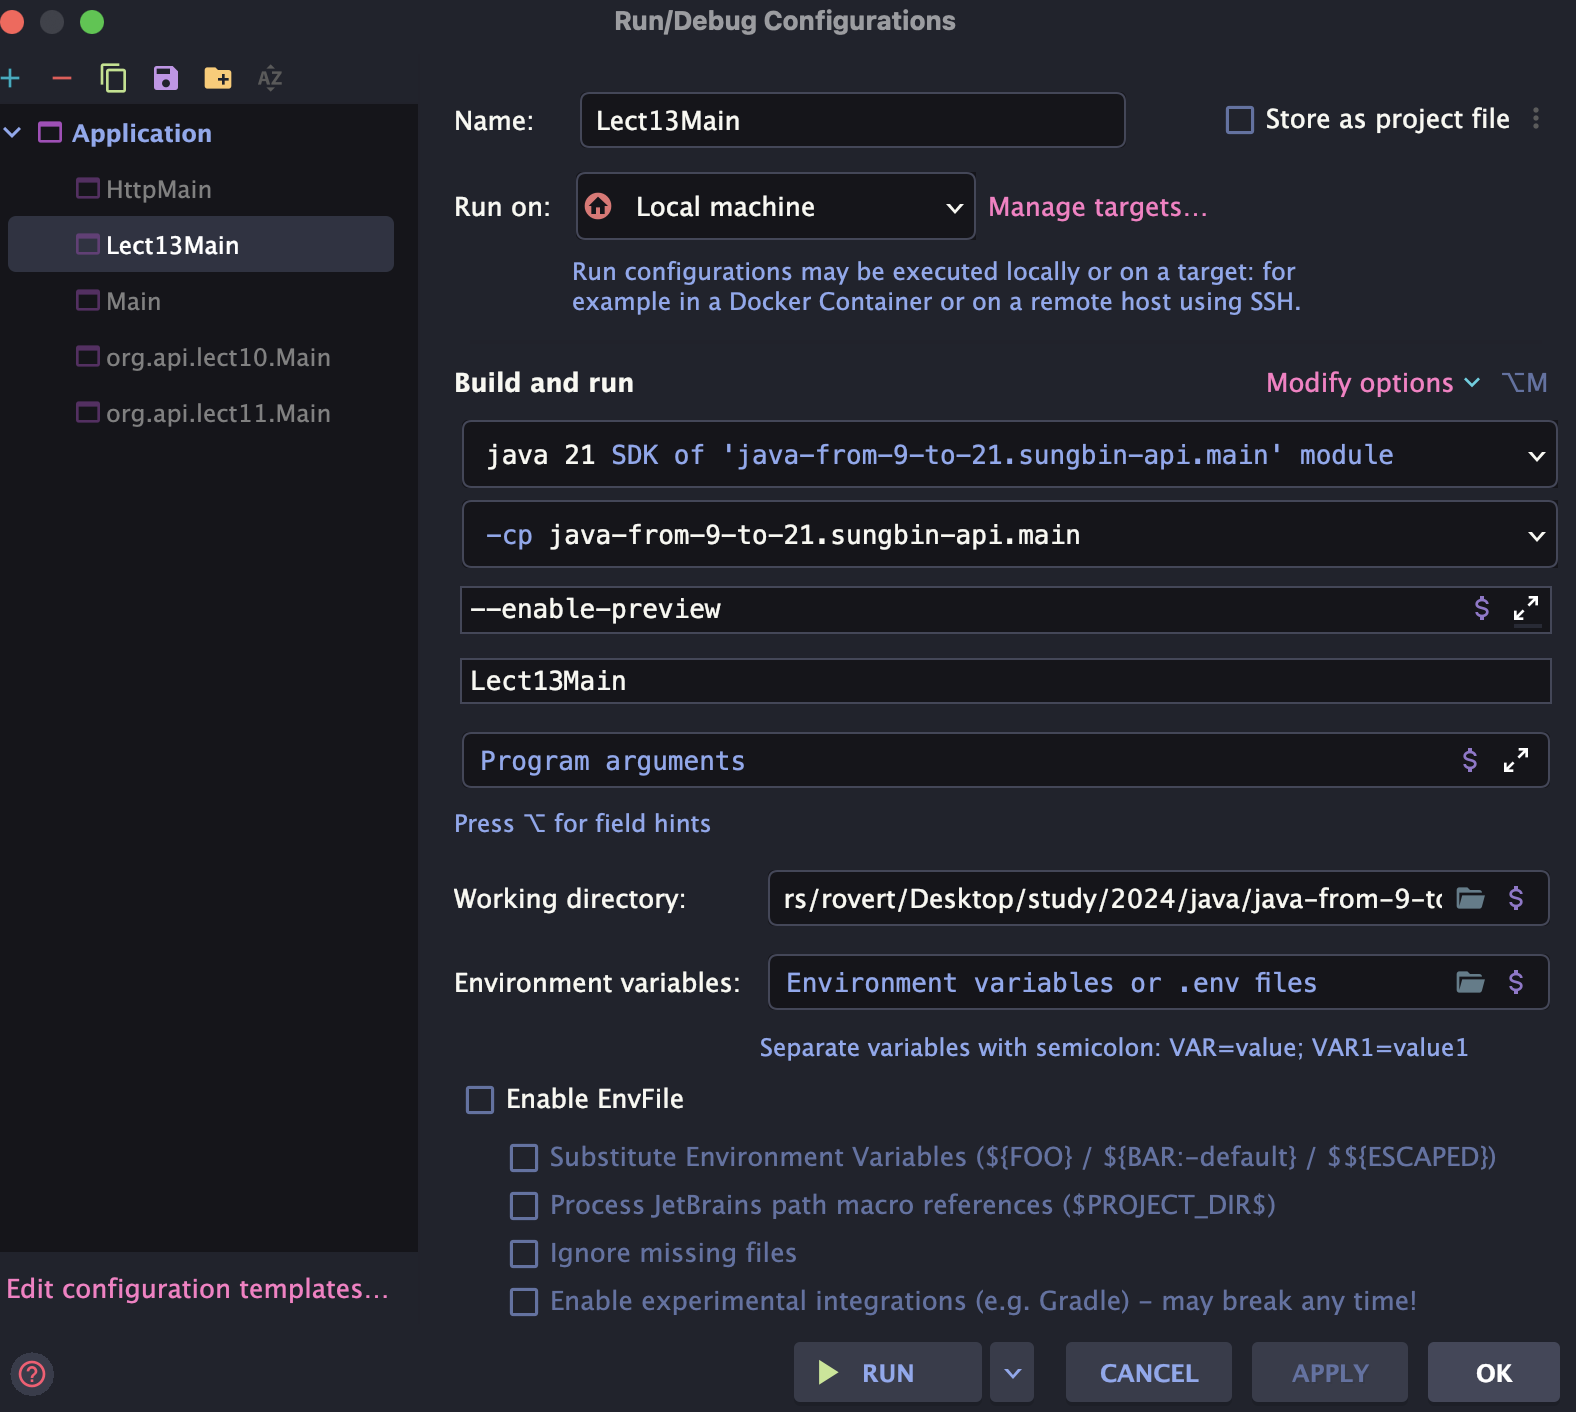 Run/Debug Configurations
Application
HttpMain
Lect13Main
Main
org.api.lect10.Main
org.api.lect11.Main
Edit configuration templates...
Name:
Lect13Main
Store as project file
Run on:
Local machine
Manage targets...
Run configurations may be executed locally or on a target: for
example in a Docker Container or on a remote host using SSH.
Build and run
Modify options ⌥M
java 21 SDK of 'java-from-9-to-21.sungbin-api.main' module
-cp java-from-9-to-21.sungbin-api.main
--enable-preview $
Lect13Main
Program arguments $
Press ⌥ for field hints
Working directory:
rs/rovert/Desktop/study/2024/java/java-from-9-to $
Environment variables:
Environment variables or .env files $
Separate variables with semicolon: VAR=value; VAR1=value1
Enable EnvFile
Substitute Environment Variables (${FOO} / ${BAR:-default} / $${ESCAPED})
Process JetBrains path macro references ($PROJECT_DIR$)
Ignore missing files
Enable experimental integrations (e.g. Gradle) - may break any time!
?
RUN
CANCEL
APPLY
OK